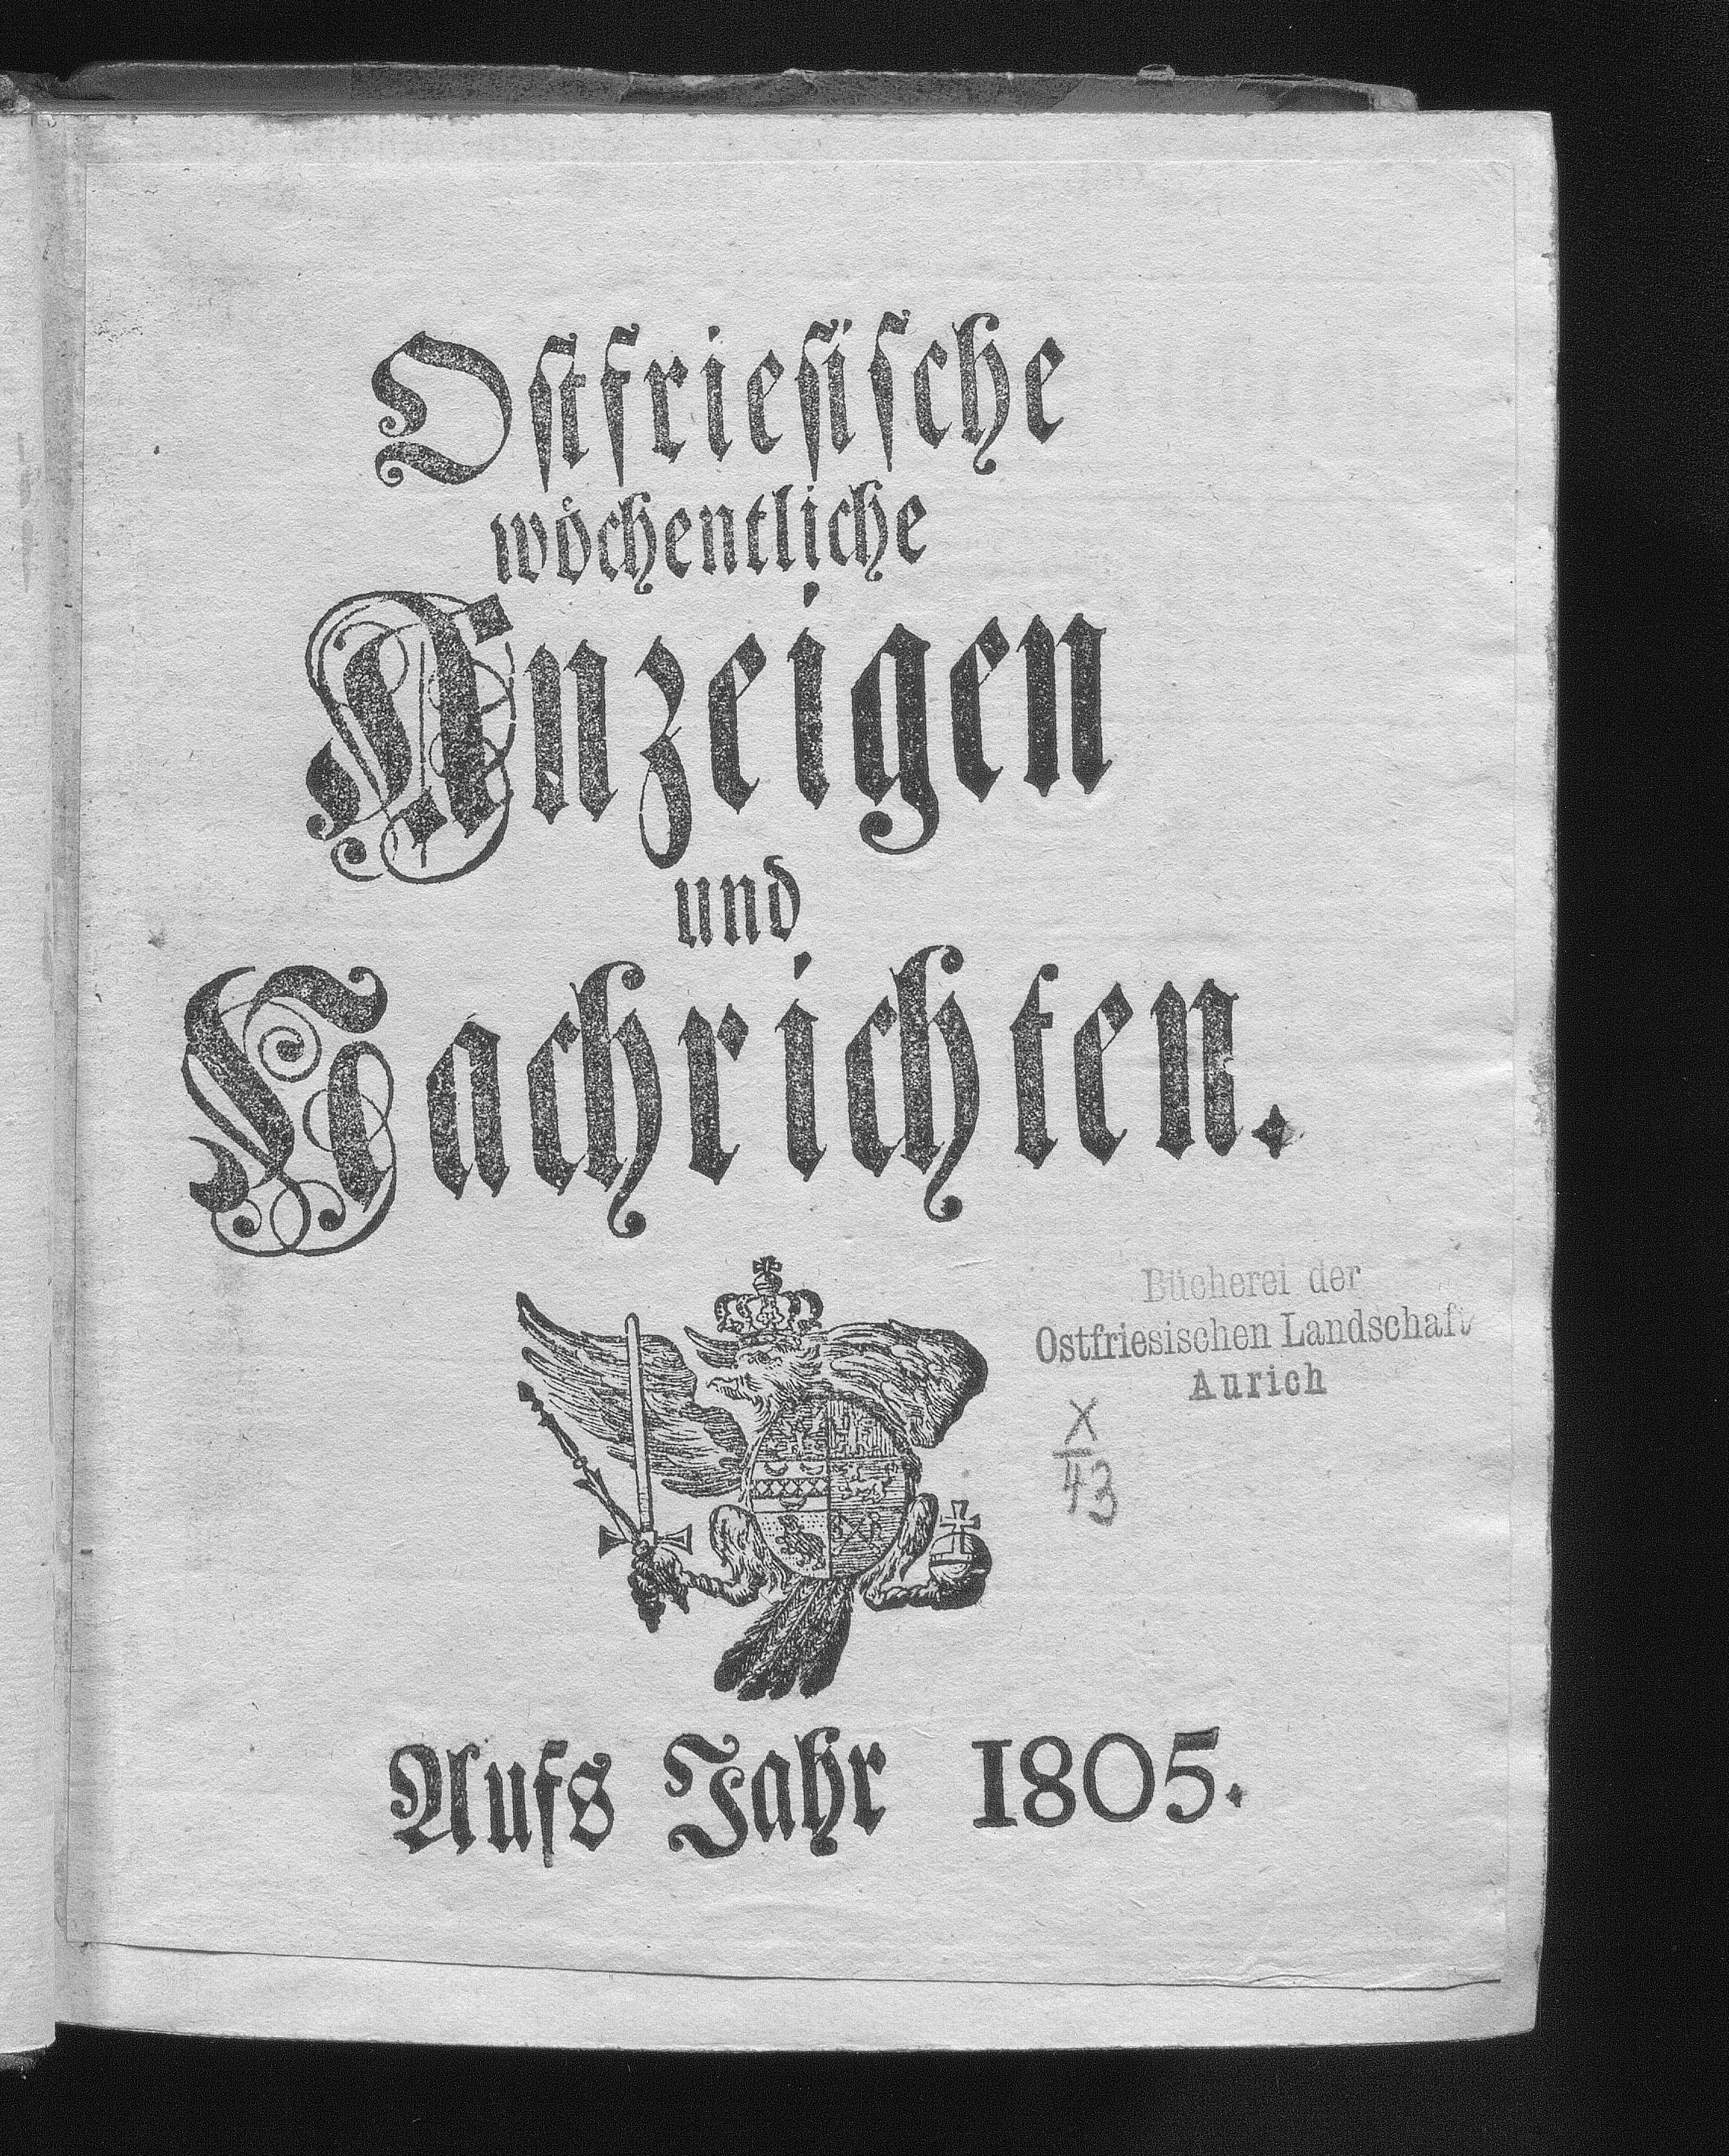 Ostfriesische
wöchentliche
Anzeigen
und
Nachrichten.
Bücherei der
Ostfriesischen Landschaft
Aurich
X
43
Aufs Jahr 1805.